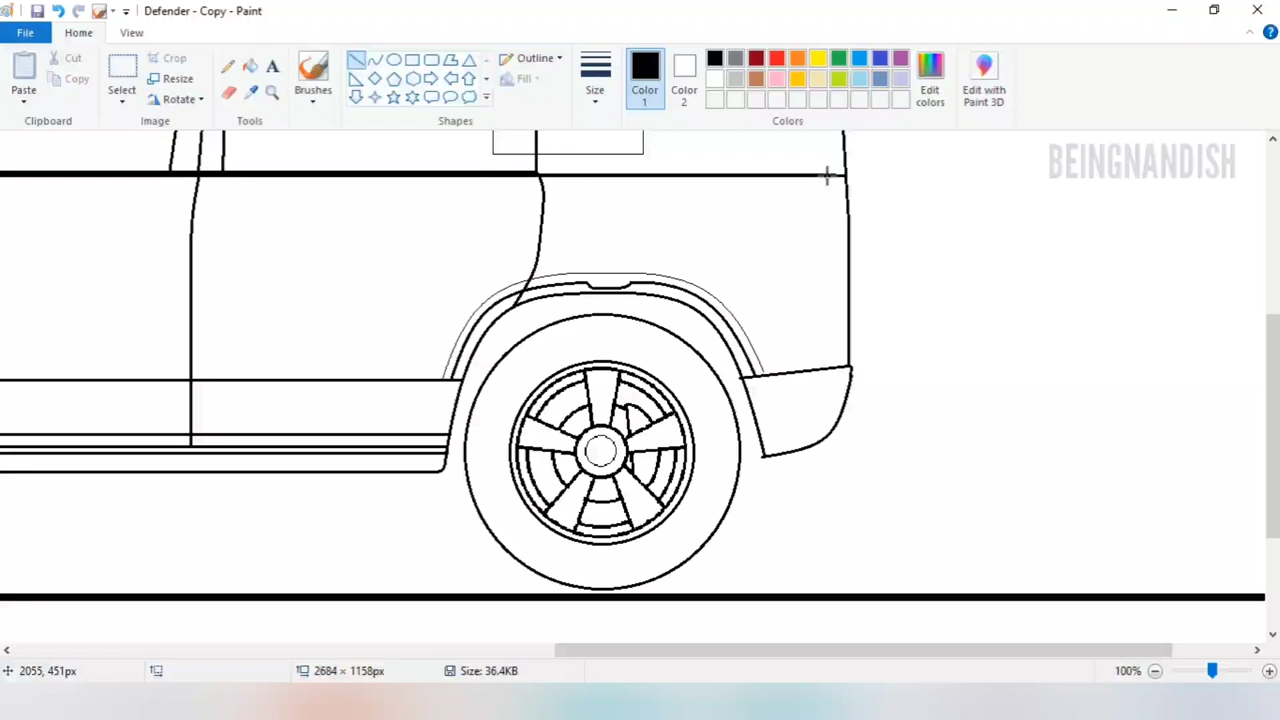 Defender - Copy - Paint
File
Home
View
Paste
Cut
Copy
Clipboard
Select
Crop
Resize
Rotate
Image
Tools
Brushes
Shapes
Outline
Fill
Size
Color 1
Color 2
Edit colors
Colors
Edit with Paint 3D
BEINGNANDISH
2055, 451px
2684 × 1158px
Size: 36.4KB
100%